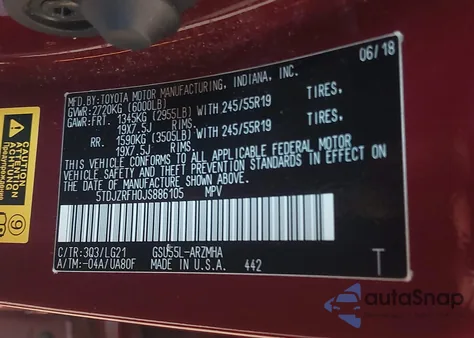 MFD.BY:TOYOTA MOTOR MANUFACTURING, INDIANA, INC. 06/18
GVWR:2720KG (6000LB)
GAWR:FRT. 1345KG (2955LB) WITH 245/55R19 TIRES,
19X7.5J RIMS.
RR. 1590KG (3505LB) WITH 245/55R19 TIRES,
19X7.5J RIMS.
THIS VEHICLE CONFORMS TO ALL APPLICABLE FEDERAL MOTOR
VEHICLE SAFETY STANDARDS IN EFFECT ON THE
DATE OF MANUFACTURE SHOWN ABOVE.
5TDJZRFH0JS886105 MPV
C/TR:3Q3/LG21 GSU55L-ARZMHA T
A/TM:-04A/UA80F MADE IN U.S.A. 442
9
autoSnap